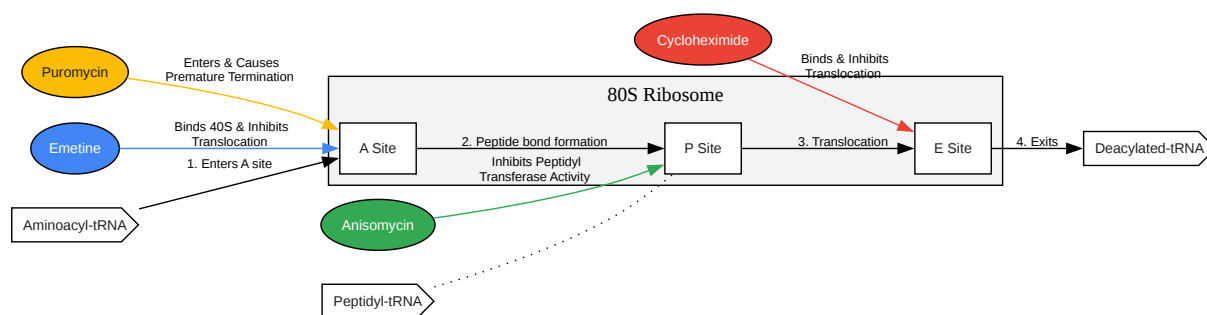 Cycloheximide
Puromycin
Enters & Causes
Premature Termination
Binds & Inhibits
Translocation
80S Ribosome
Emetine
Binds 40S & Inhibits
Translocation
A Site
2. Peptide bond formation
P Site
3. Translocation
E Site
4. Exits
Deacylated-tRNA
1. Enters A site
Inhibits Peptidyl
Transferase Activity
Aminoacyl-tRNA
Anisomycin
Peptidyl-tRNA